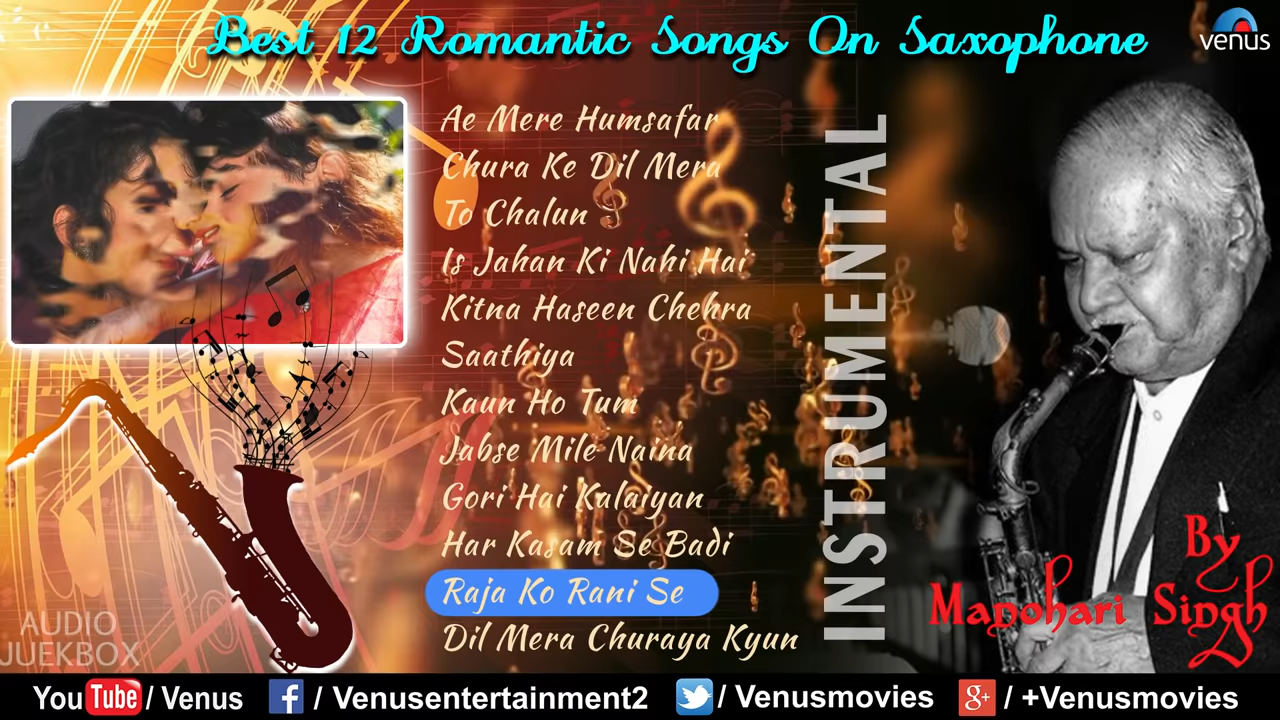 Best 12 Romantic Songs On Saxophone
venus
Ae Mere Humsafar
Chura Ke Dil Mera
To Chalun
Is Jahan Ki Nahi Hai
Kitna Haseen Chehra
Saathiya
Kaun Ho Tum
Jabse Mile Naina
Gori Hai Kalaiyan
Har Kasam Se Badi
Raja Ko Rani Se
Dil Mera Churaya Kyun
INSTRUMENTAL
By
Manohari Singh
AUDIO
JUEKBOX
YouTube / Venus f / Venusentertainment2 / Venusmovies g+ / +Venusmovies